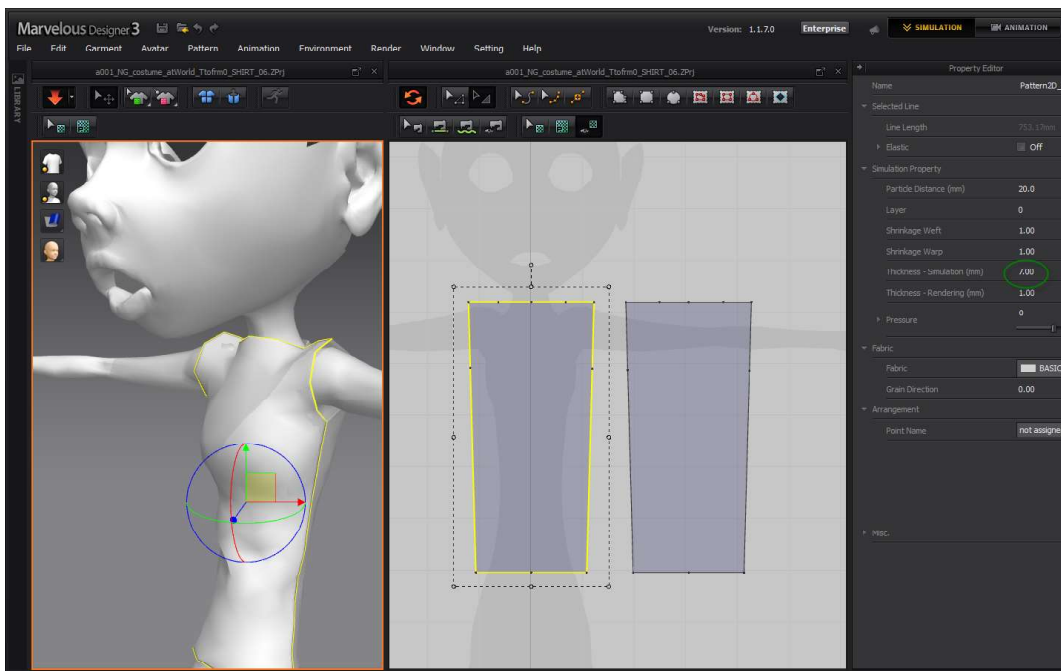 Marvelous Designer 3
Version: 1.1.7.0
Enterprise
SIMULATION
ANIMATION
File Edit Garment Avatar Pattern Animation Environment Render Window Setting Help
LIBRARY
a001_NG_costume_atWorld_Ttofrm0_SHIRT_06.ZPrj
a001_NG_costume_atWorld_Ttofrm0_SHIRT_06.ZPrj
Property Editor
Name Pattern2D_
Selected Line
Line Length 753.17mm
Elastic Off
Simulation Property
Particle Distance (mm) 20.0
Layer 0
Shrinkage Weft 1.00
Shrinkage Warp 1.00
Thickness - Simulation (mm) 7.00
Thickness - Rendering (mm) 1.00
Pressure 0
Fabric
Fabric BASIC
Grain Direction 0.00
Arrangement
Point Name not assigne
Misc.